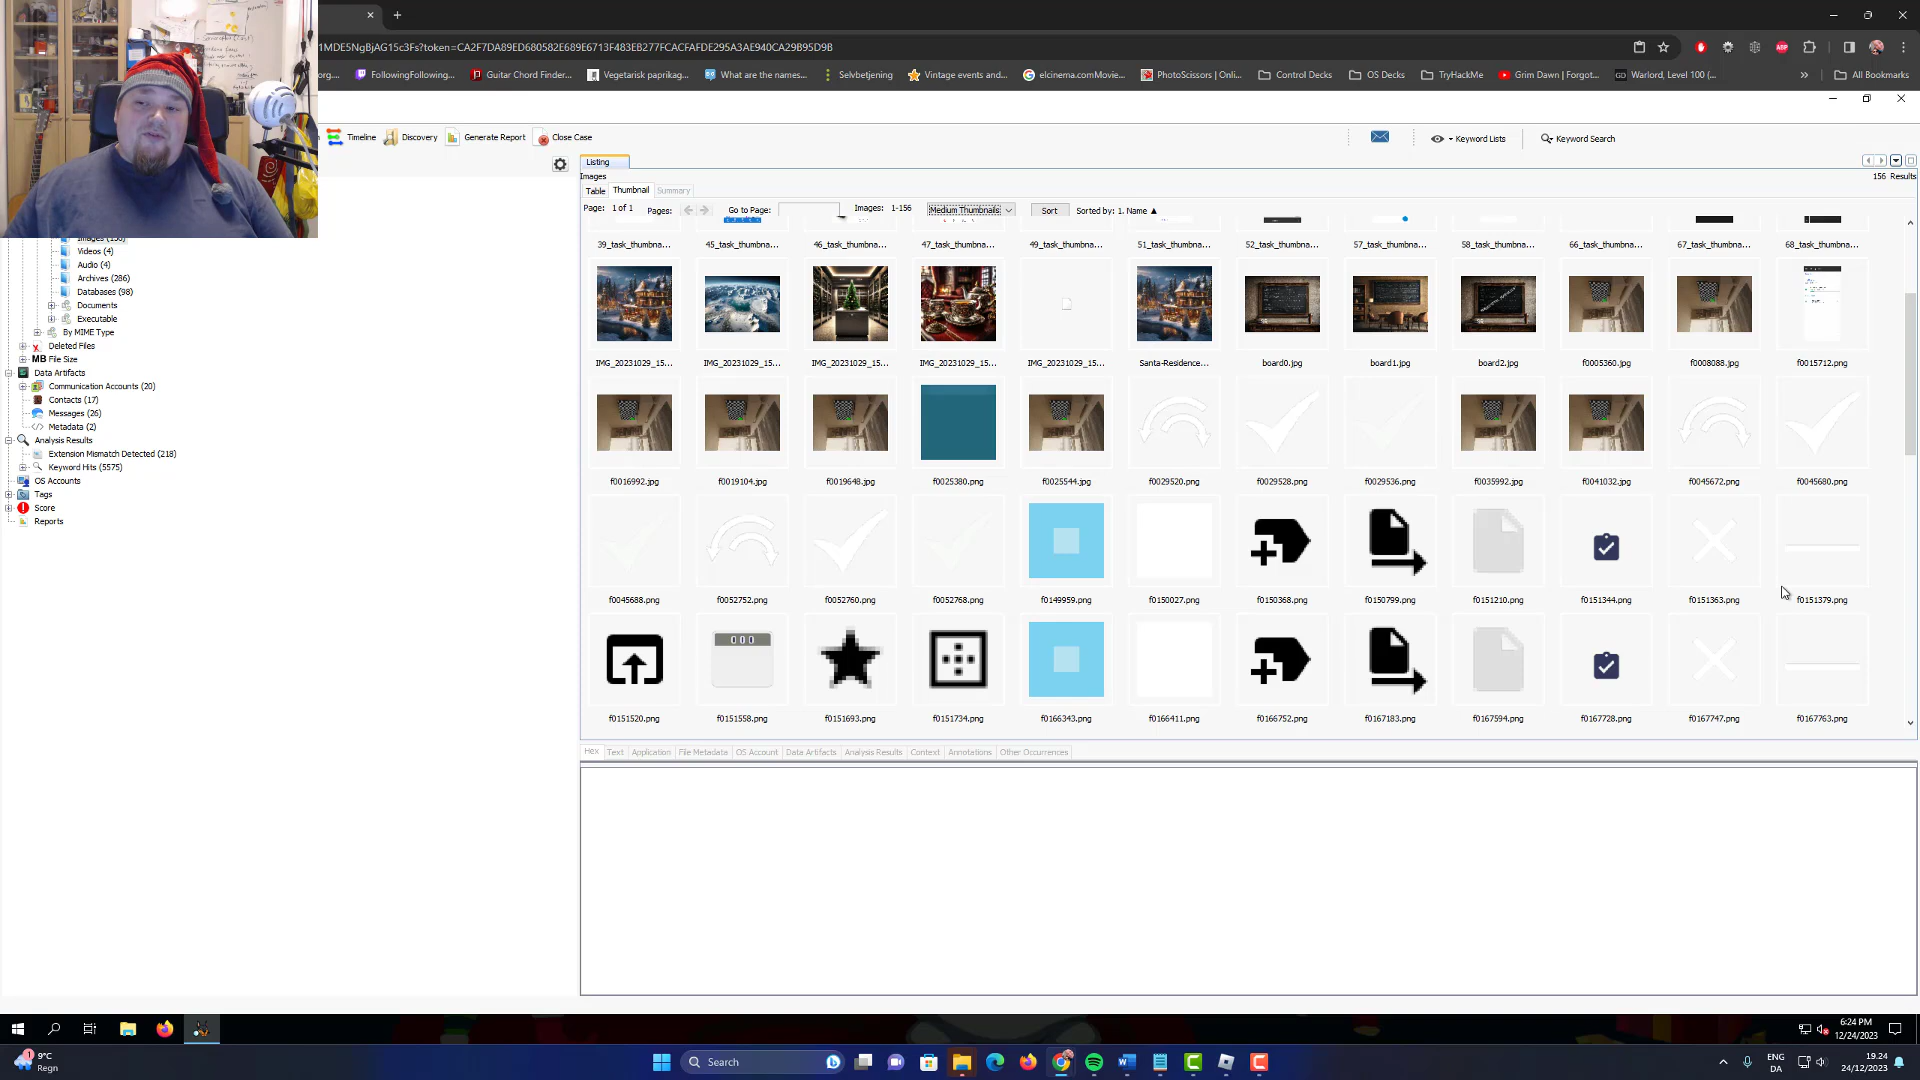 1MDE5NgBjAG15c3Fs?token=CA2F7DA89ED680582E689E6713F483EB277FCACFAFDE295A3AE940CA29B95D9B
org.... FollowingFollowing... Guitar Chord Finder... Vegetarisk paprikag... What are the names... Selvbetjening Vintage events and... elcinema.comMovie... PhotoScissors | Onli... Control Decks OS Decks TryHackMe Grim Dawn | Forgot... Warlord, Level 100 (... All Bookmarks
Timeline Discovery Generate Report Close Case Keyword Lists Keyword Search
Listing
Images
156 Results
Table Thumbnail Summary
Page: 1 of 1 Pages: Go to Page: Images: 1-156 Medium Thumbnails Sort Sorted by: 1. Name ▲
39_task_thumbna... 45_task_thumbna... 46_task_thumbna... 47_task_thumbna... 49_task_thumbna... 51_task_thumbna... 52_task_thumbna... 57_task_thumbna... 58_task_thumbna... 66_task_thumbna... 67_task_thumbna... 68_task_thumbna...
IMG_20231029_15... IMG_20231029_15... IMG_20231029_15... IMG_20231029_15... IMG_20231029_15... Santa-Residence... board0.jpg board1.jpg board2.jpg f0005360.jpg f0008088.jpg f0015712.png
f0016992.jpg f0019104.jpg f0019648.jpg f0025380.png f0025544.jpg f0029520.png f0029528.png f0029536.png f0035992.jpg f0041032.jpg f0045672.png f0045680.png
f0045688.png f0052752.png f0052760.png f0052768.png f0149959.png f0150027.png f0150368.png f0150799.png f0151210.png f0151344.png f0151363.png f0151379.png
f0151520.png f0151558.png f0151693.png f0151734.png f0166343.png f0166411.png f0166752.png f0167183.png f0167594.png f0167728.png f0167747.png f0167763.png
Images (156)
Videos (4)
Audio (4)
Archives (286)
Databases (98)
Documents
Executable
By MIME Type
Deleted Files
MB File Size
Data Artifacts
Communication Accounts (20)
Contacts (17)
Messages (26)
Metadata (2)
Analysis Results
Extension Mismatch Detected (218)
Keyword Hits (5575)
OS Accounts
Tags
Score
Reports
Hex Text Application File Metadata OS Account Data Artifacts Analysis Results Context Annotations Other Occurrences
6:24 PM
12/24/2023
9°C
Regn
Search
ENG
DA
19.24
24/12/2023